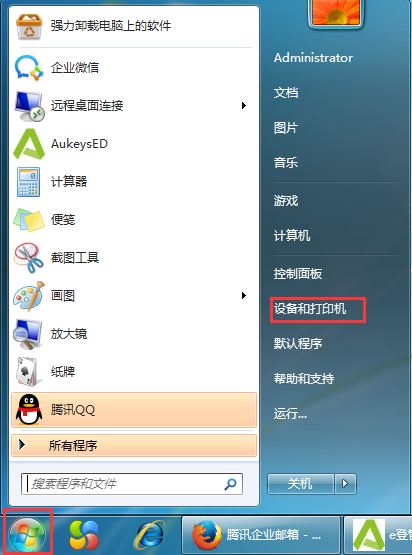 强力卸载电脑上的软件
企业微信
远程桌面连接
AukeysED
计算器
便笺
截图工具
画图
放大镜
纸牌
腾讯QQ
所有程序
搜索程序和文件
Administrator
文档
图片
音乐
游戏
计算机
控制面板
设备和打印机
默认程序
帮助和支持
运行...
关机
腾讯企业邮箱 - ...